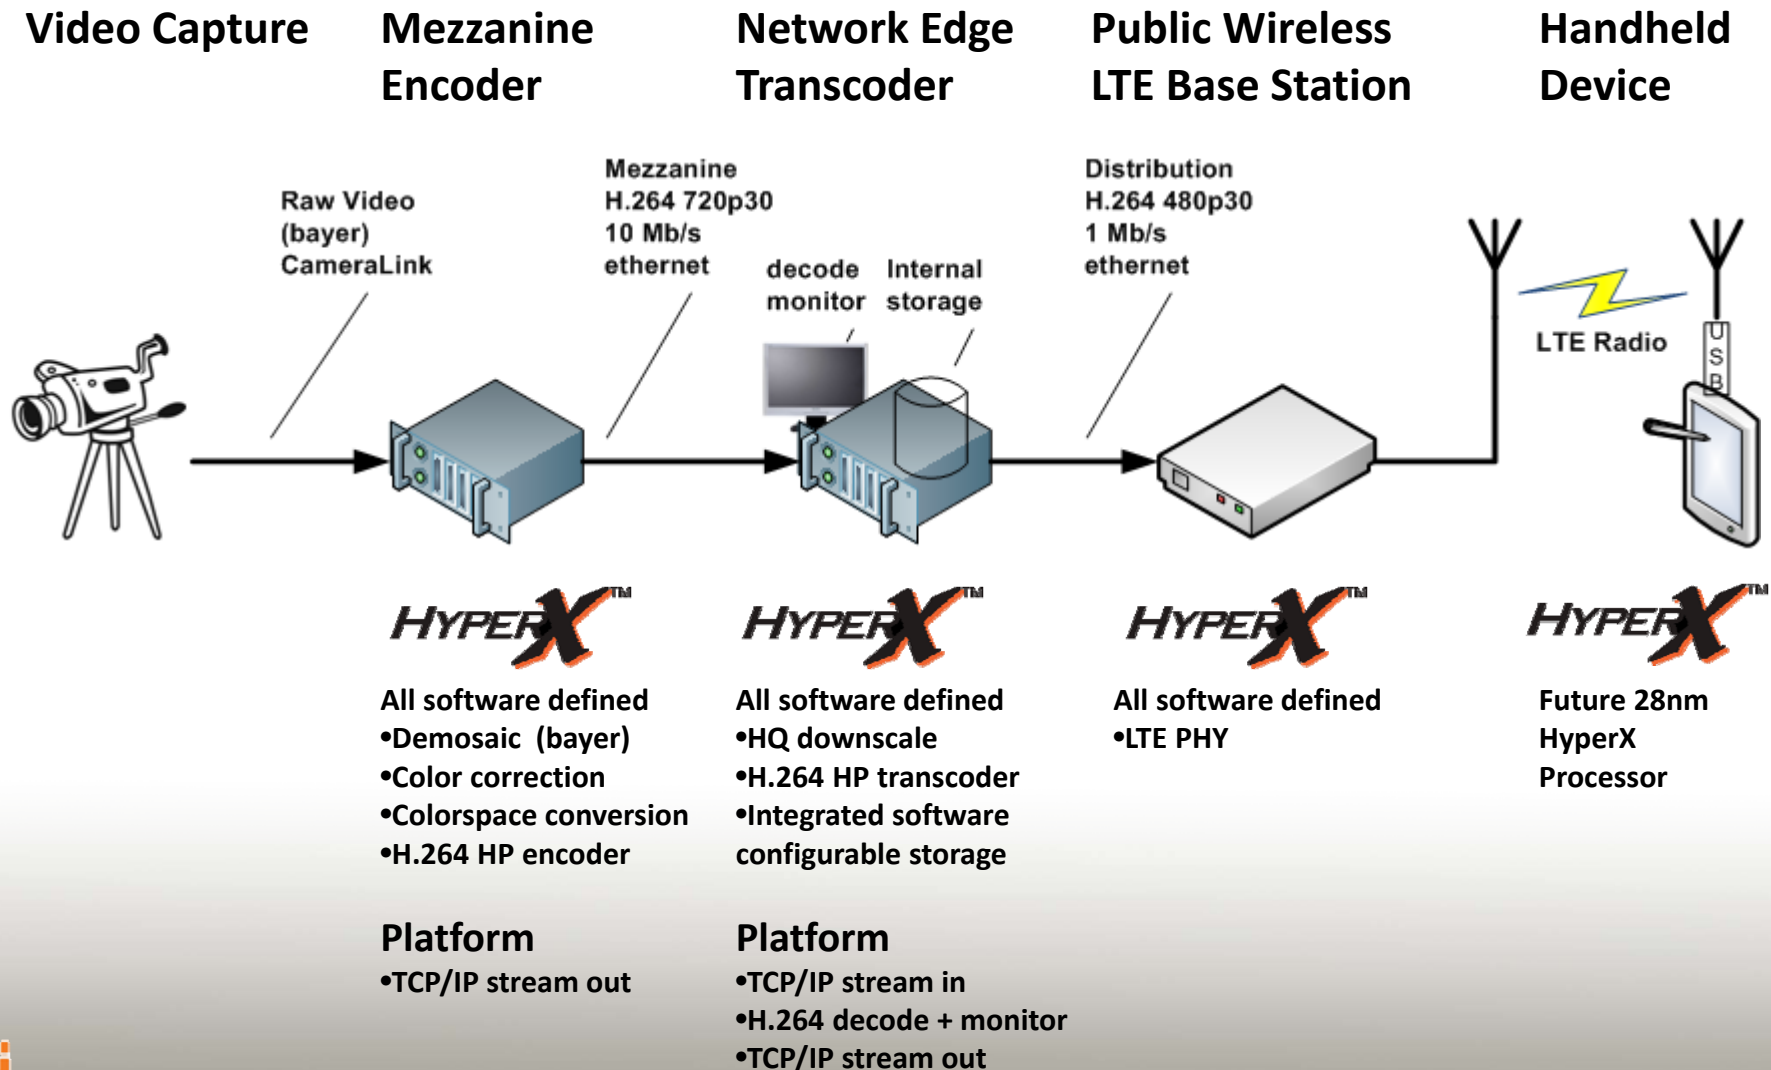 Video Capture
Mezzanine
Encoder
Network Edge
Transcoder
Public Wireless
LTE Base Station
Handheld
Device
Raw Video
(bayer)
CameraLink
Mezzanine
H.264 720p30
10 Mb/s
ethernet
decode
monitor
Internal
storage
Distribution
H.264 480p30
1 Mb/s
ethernet
LTE Radio
USB
HYPERX™
HYPERX™
HYPERX™
HYPERX™
All software defined
•Demosaic (bayer)
•Color correction
•Colorspace conversion
•H.264 HP encoder
Platform
•TCP/IP stream out
All software defined
•HQ downscale
•H.264 HP transcoder
•Integrated software
configurable storage
Platform
•TCP/IP stream in
•H.264 decode + monitor
•TCP/IP stream out
All software defined
•LTE PHY
Future 28nm
HyperX
Processor